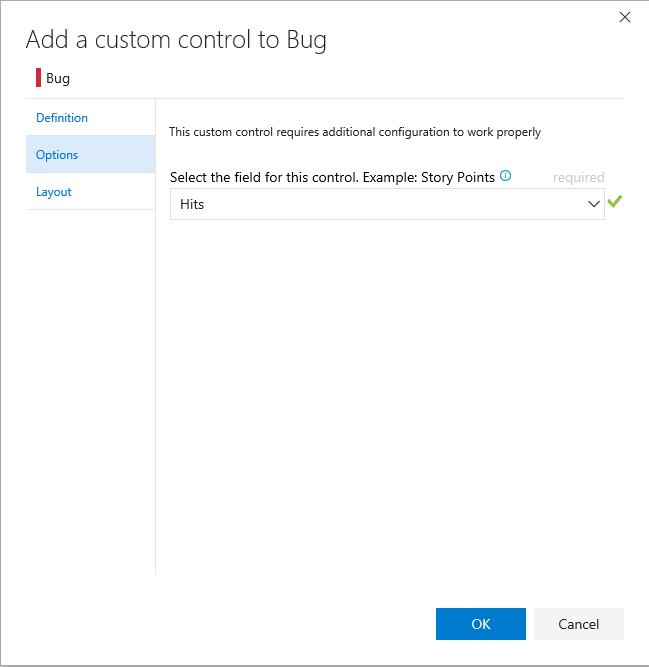 Add a custom control to Bug
Bug
Definition
Options
Layout
This custom control requires additional configuration to work properly
Select the field for this control. Example: Story Points required
Hits
OK Cancel